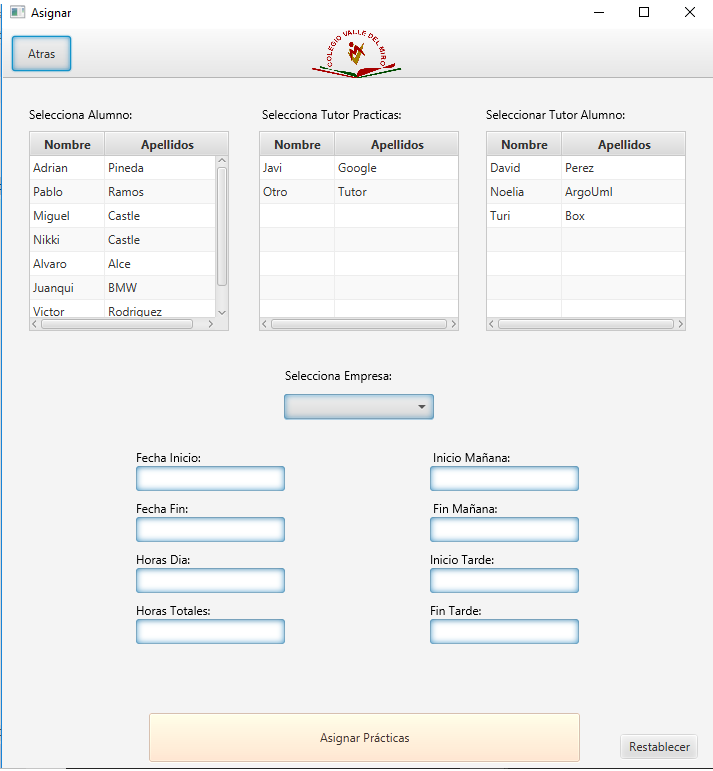 Asignar
Atras
COLEGIO VALLE DEL MIRO
Selecciona Alumno:
Selecciona Tutor Practicas:
Seleccionar Tutor Alumno:
Nombre Apellidos
Adrian Pineda
Pablo Ramos
Miguel Castle
Nikki Castle
Alvaro Alce
Juanqui BMW
Victor Rodriguez
Nombre Apellidos
Javi Google
Otro Tutor
Nombre Apellidos
David Perez
Noelia ArgoUml
Turi Box
Selecciona Empresa:
Fecha Inicio:
Inicio Mañana:
Fecha Fin:
Fin Mañana:
Horas Dia:
Inicio Tarde:
Horas Totales:
Fin Tarde:
Asignar Prácticas
Restablecer